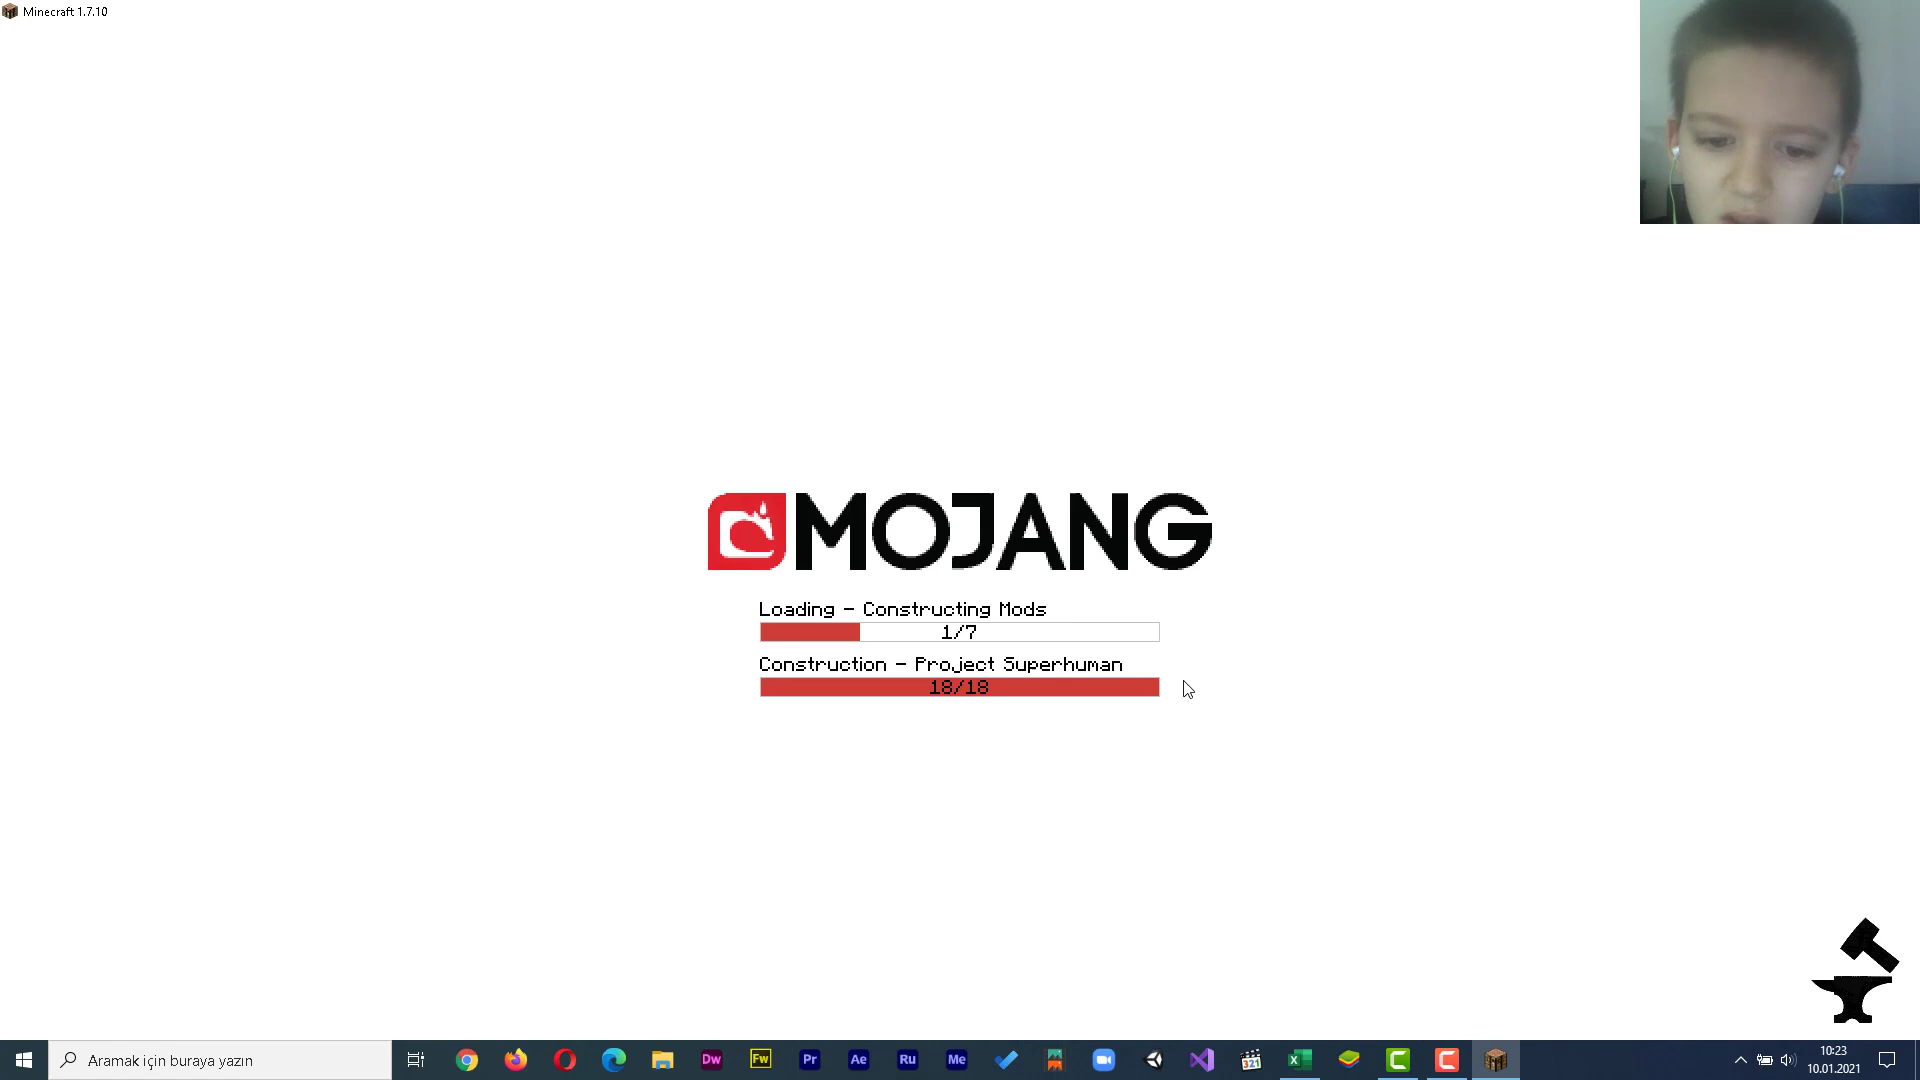 Minecraft 1.7.10
MOJANG
Loading - Constructing Mods
1/7
Construction - Project Superhuman
18/18
Aramak için buraya yazın
Dw
Fw
Pr
Ae
Ru
Me
321
X
10:23
10.01.2021